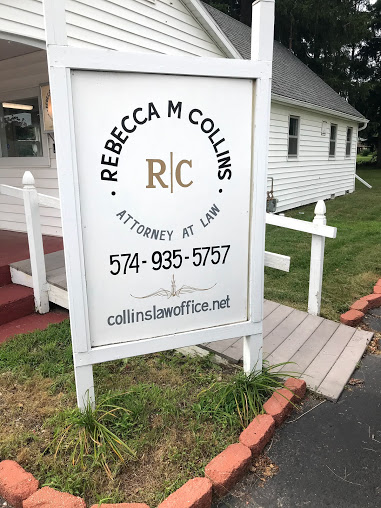 REBECCA M COLLINS
R|C
ATTORNEY AT LAW
574-935-5757
collinslawoffice.net